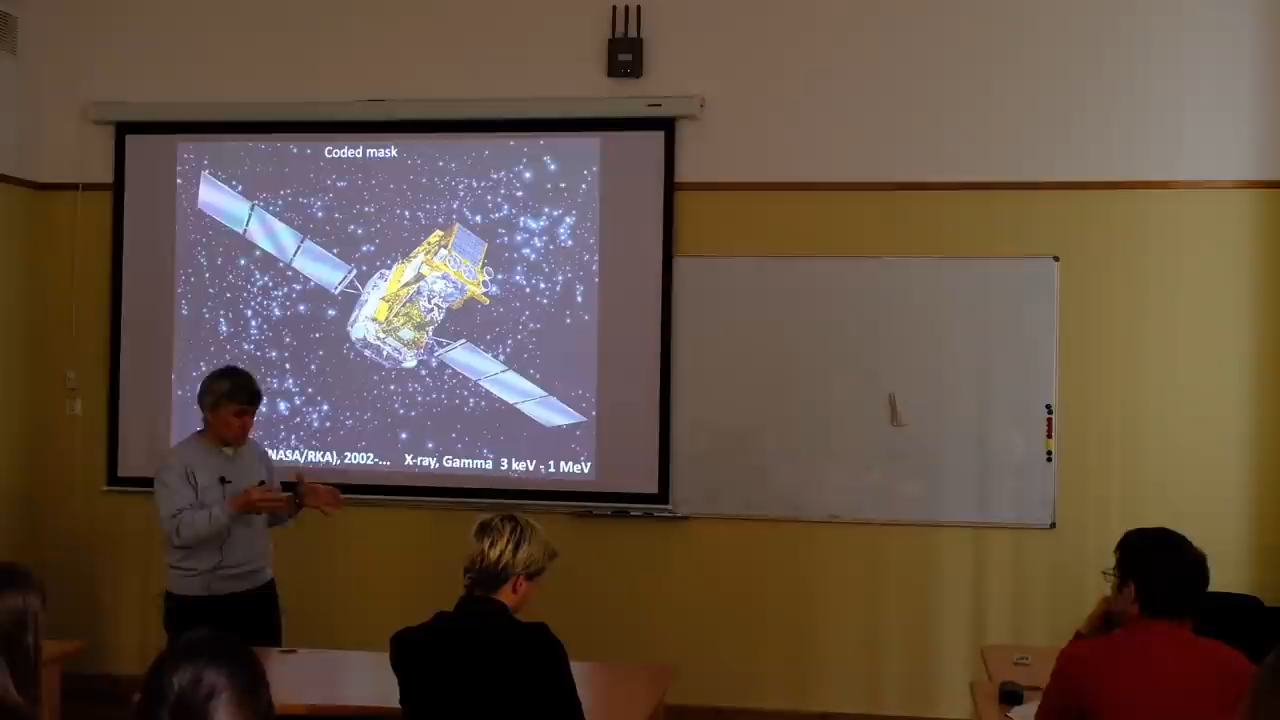 Coded mask
NASA/RKA), 2002-... X-ray, Gamma 3 keV - 1 MeV